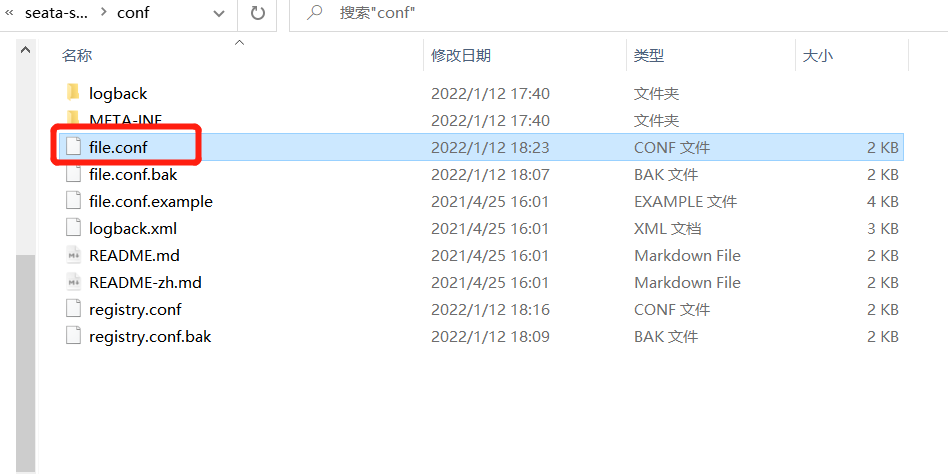 « seata-s... > conf 搜索"conf"
名称 修改日期 类型 大小
logback 2022/1/12 17:40 文件夹
META-INF 2022/1/12 17:40 文件夹
file.conf 2022/1/12 18:23 CONF 文件 2 KB
file.conf.bak 2022/1/12 18:07 BAK 文件 2 KB
file.conf.example 2021/4/25 16:01 EXAMPLE 文件 4 KB
logback.xml 2021/4/25 16:01 XML 文档 3 KB
README.md 2021/4/25 16:01 Markdown File 2 KB
README-zh.md 2021/4/25 16:01 Markdown File 2 KB
registry.conf 2022/1/12 18:16 CONF 文件 2 KB
registry.conf.bak 2022/1/12 18:09 BAK 文件 2 KB